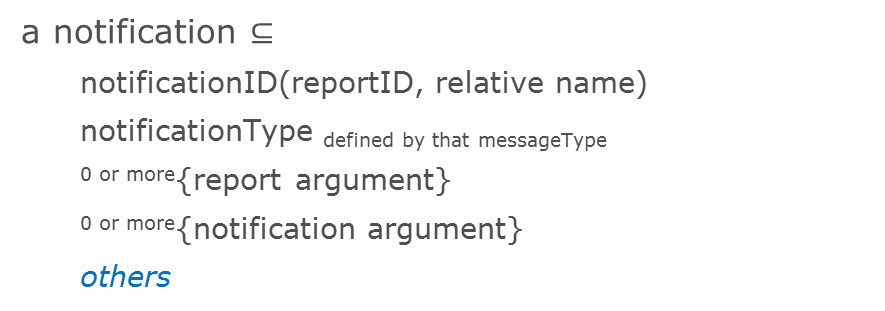 a notification ⊆
notificationID(reportID, relative name)
notificationType defined by that messageType
0 or more{report argument}
0 or more{notification argument}
others